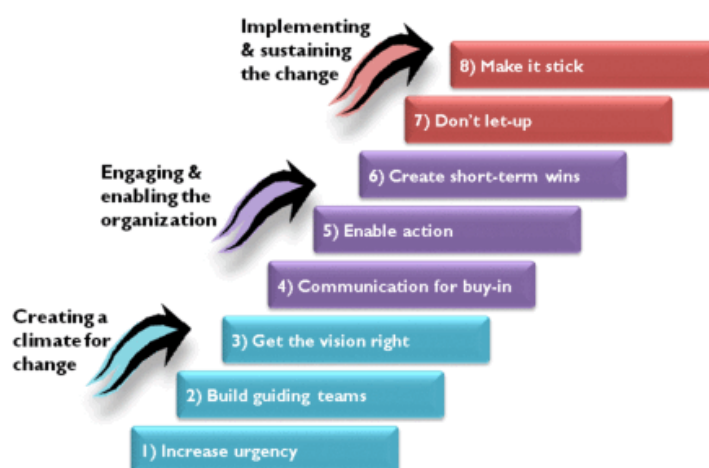 Implementing
& sustaining
the change
8) Make it stick
7) Don't let-up
Engaging &
enabling the
organization
6) Create short-term wins
5) Enable action
4) Communication for buy-in
Creating a
climate for
change
3) Get the vision right
2) Build guiding teams
1) Increase urgency